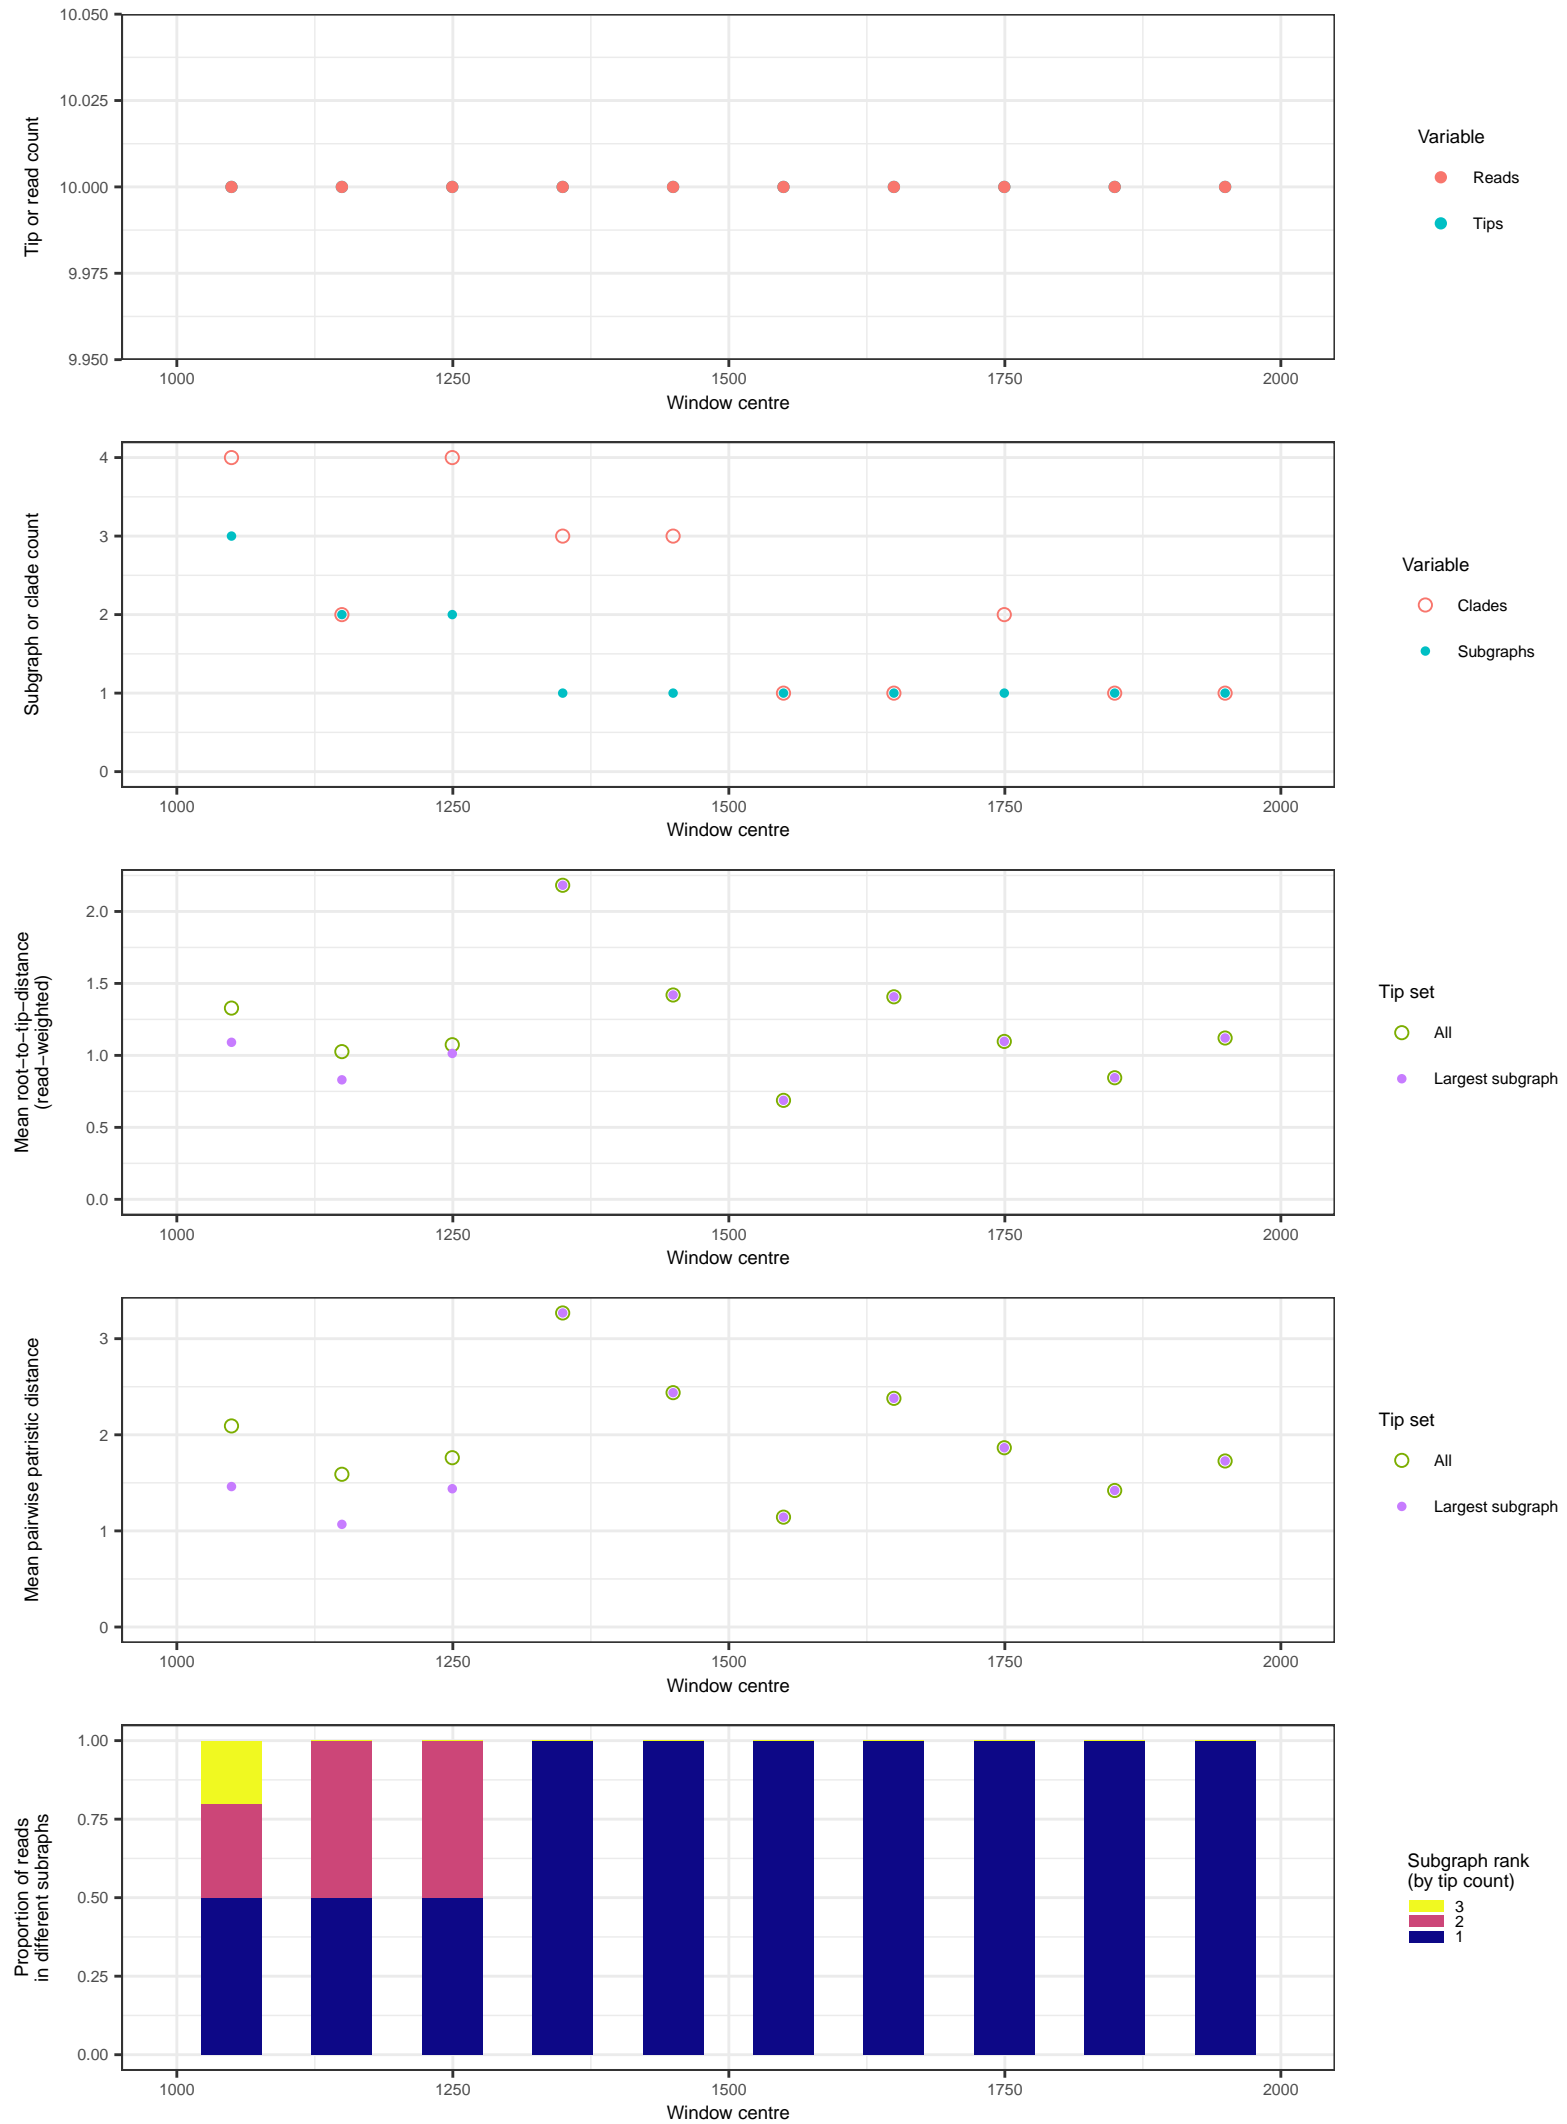 10.050
10.025
10.000
9.975
9.950
Tip or read count
1000 1250 1500 1750 2000
Window centre
Variable
Reads
Tips
4
3
2
1
0
Subgraph or clade count
1000 1250 1500 1750 2000
Window centre
Variable
Clades
Subgraphs
2.0
1.5
1.0
0.5
0.0
Mean root−to−tip−distance
(read−weighted)
1000 1250 1500 1750 2000
Window centre
Tip set
All
Largest subgraph
3
2
1
0
Mean pairwise patristic distance
1000 1250 1500 1750 2000
Window centre
Tip set
All
Largest subgraph
1.00
0.75
0.50
0.25
0.00
Proportion of reads
in different subraphs
1000 1250 1500 1750 2000
Window centre
Subgraph rank
(by tip count)
3
2
1